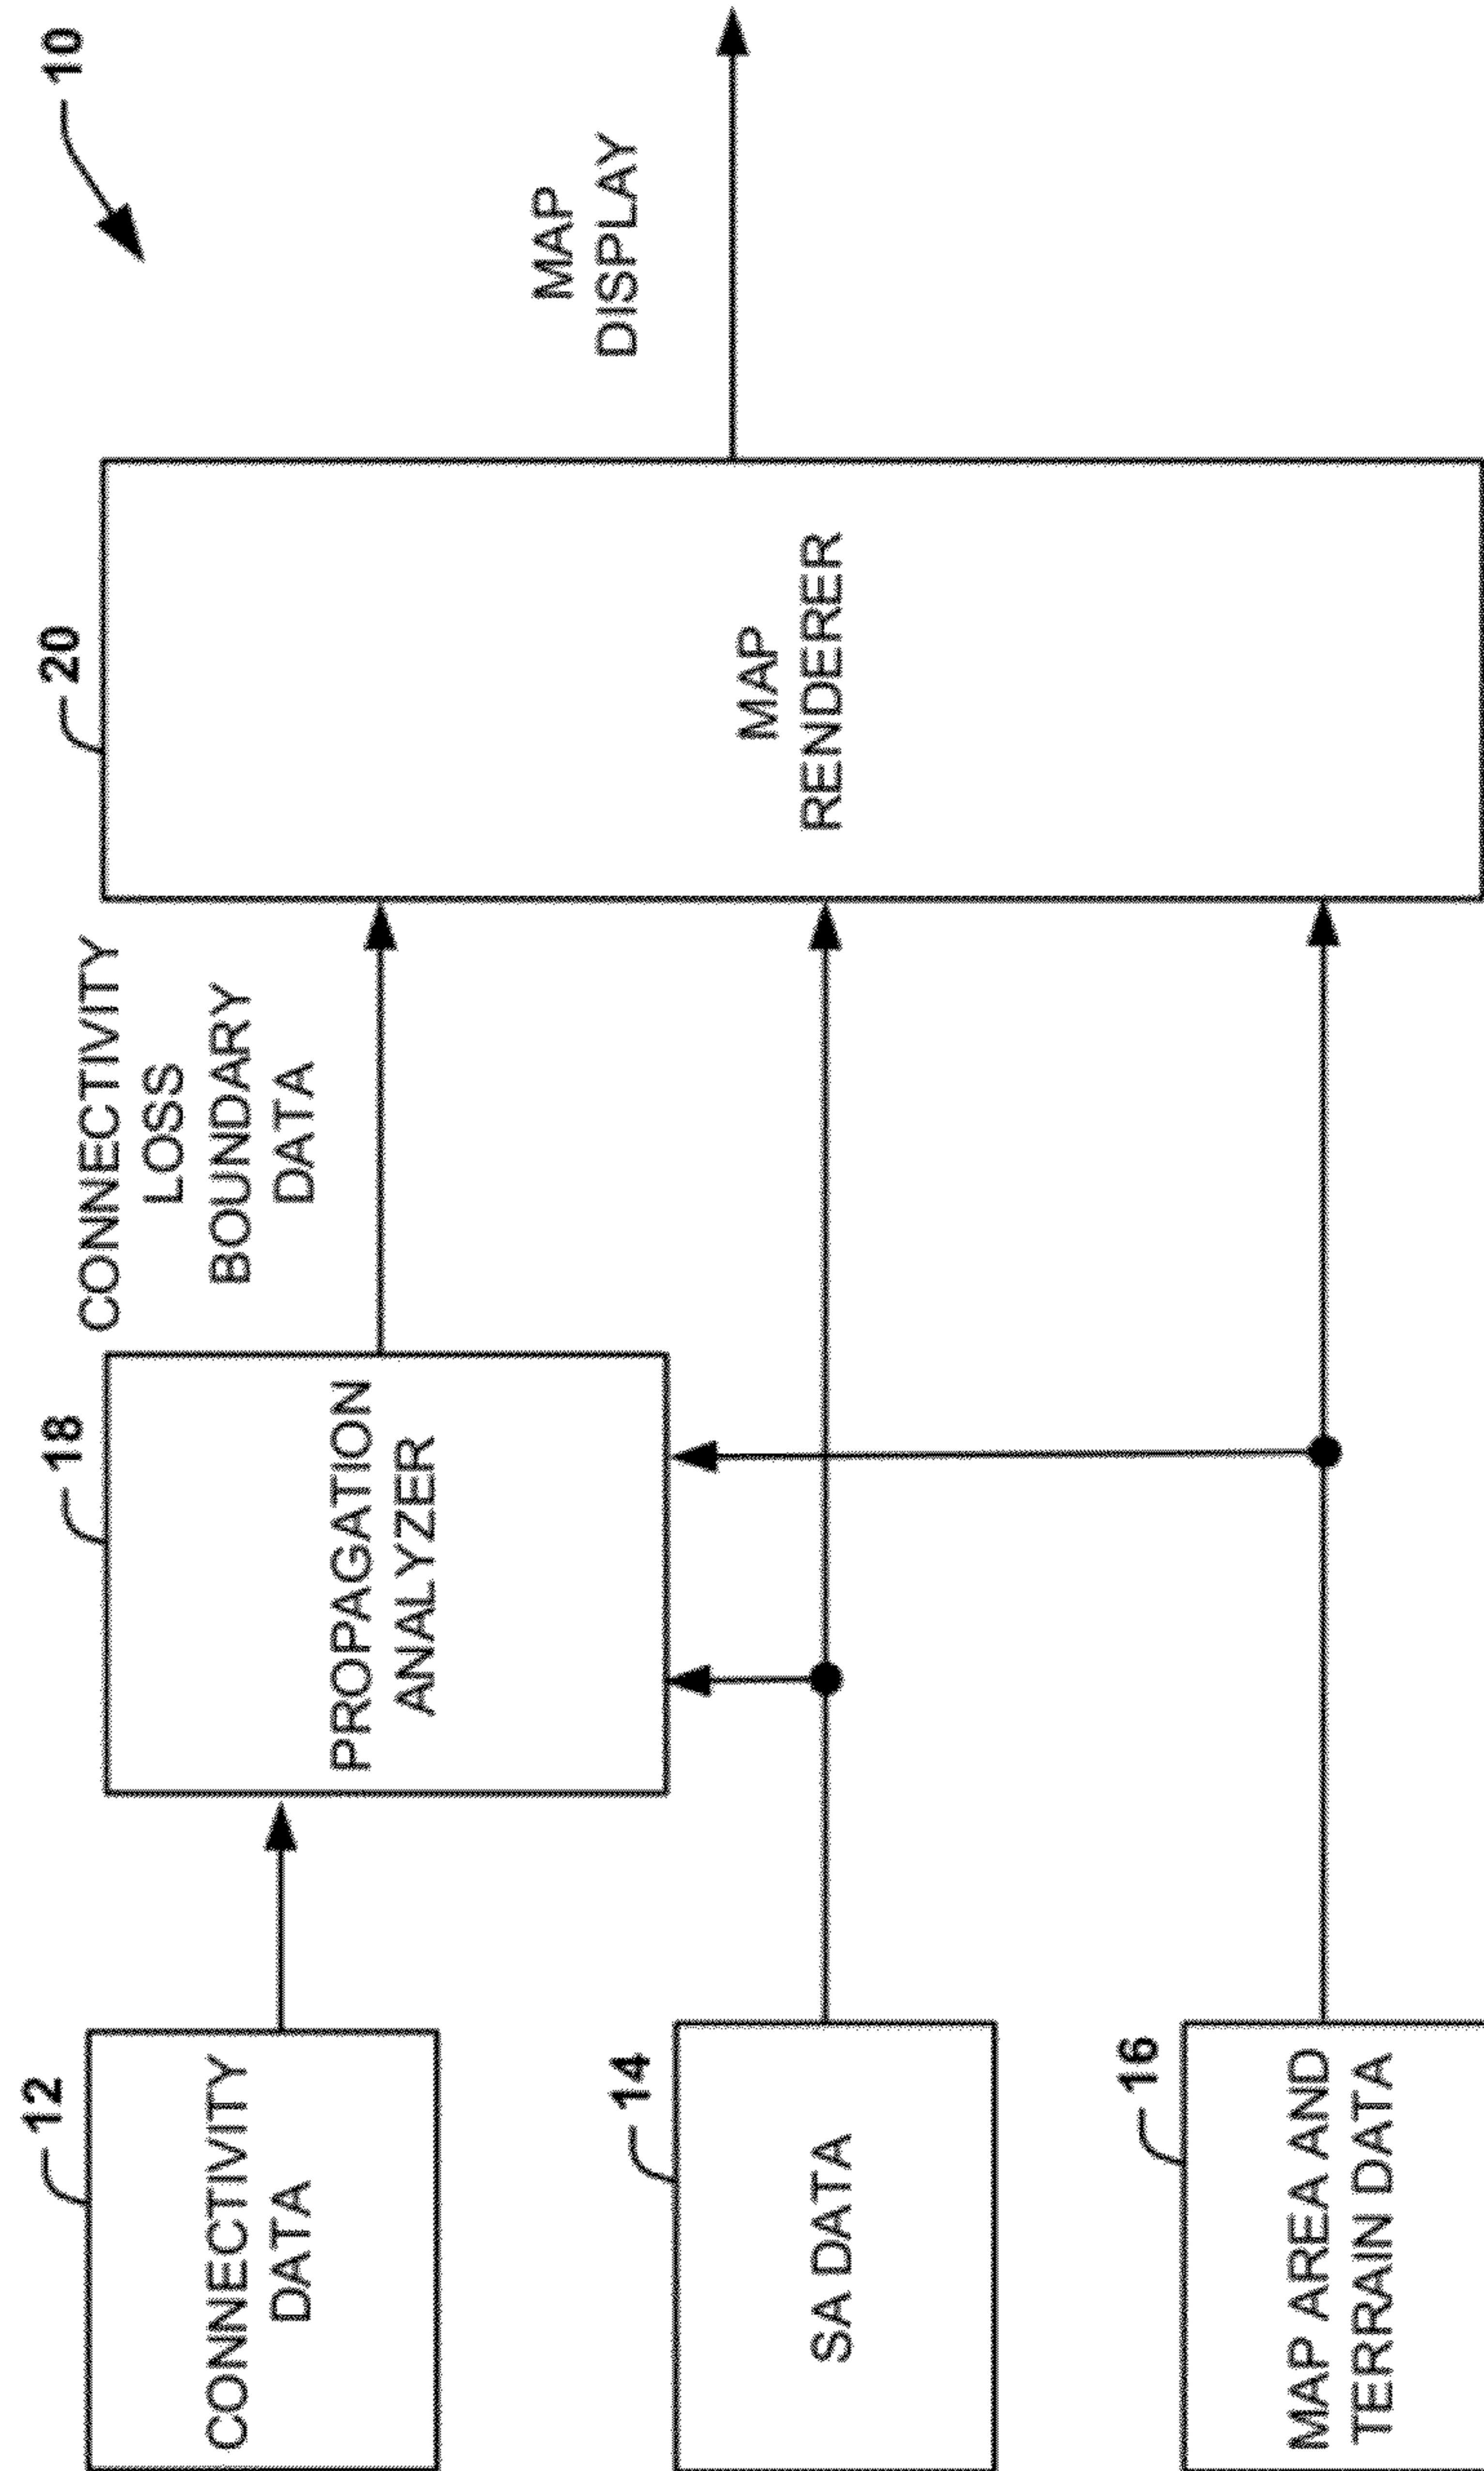 10
12
CONNECTIVITY
DATA
18
PROPAGATION
ANALYZER
CONNECTIVITY
LOSS
BOUNDARY
DATA
20
MAP
RENDERER
MAP
DISPLAY
14
SA DATA
16
MAP AREA AND
TERRAIN DATA